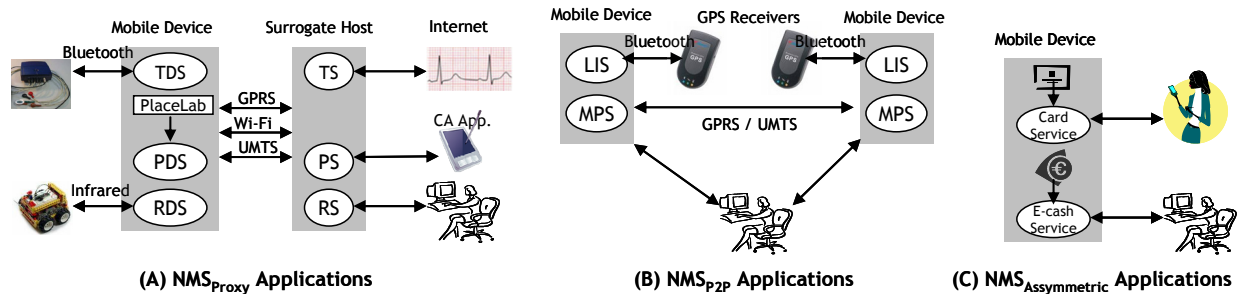 Mobile Device
Surrogate Host
Internet
Bluetooth
TDS
TS
PlaceLab
GPRS
Wi-Fi
UMTS
CA App.
PDS
PS
Infrared
RDS
RS
(A) NMSProxy Applications
Mobile Device
GPS Receivers
Mobile Device
Bluetooth
Bluetooth
LIS
GPS
GPS
LIS
MPS
MPS
GPRS / UMTS
(B) NMSP2P Applications
Mobile Device
Card
Service
€
E-cash
Service
(C) NMSAssymmetric Applications